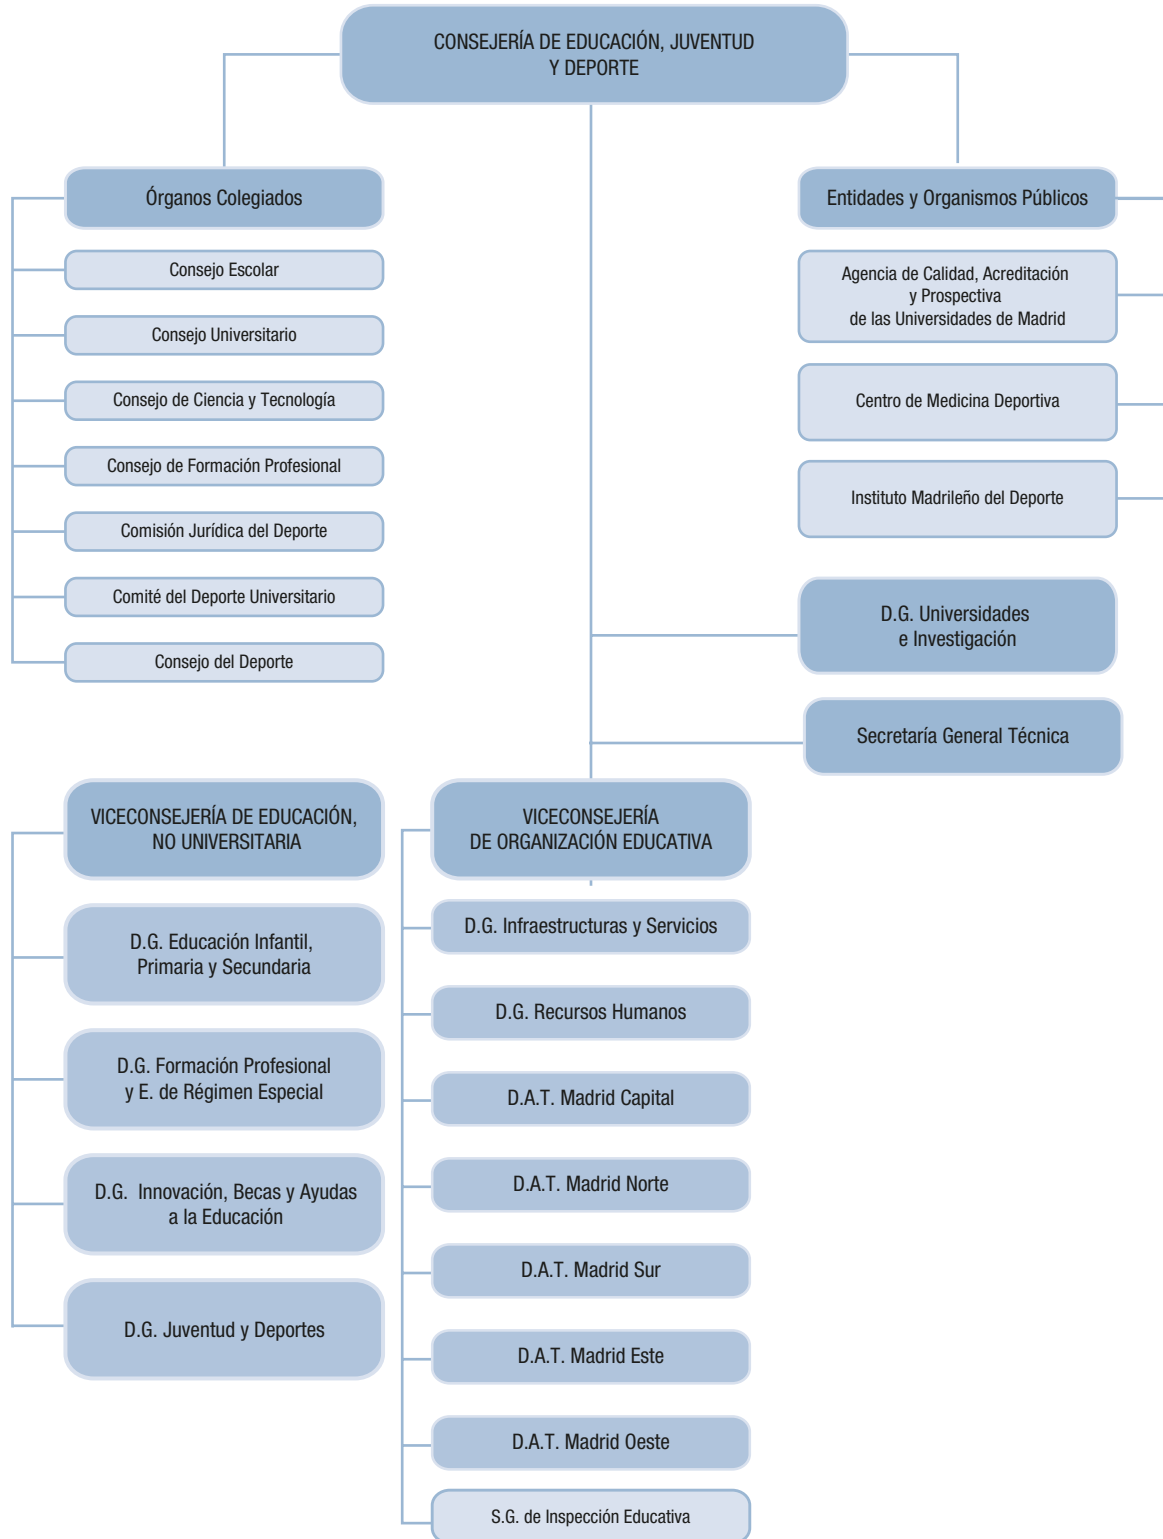 CONSEJERÍA DE EDUCACIÓN, JUVENTUD
Y DEPORTE
Órganos Colegiados
Consejo Escolar
Consejo Universitario
Consejo de Ciencia y Tecnología
Consejo de Formación Profesional
Comisión Jurídica del Deporte
Comité del Deporte Universitario
Consejo del Deporte
Entidades y Organismos Públicos
Agencia de Calidad, Acreditación
y Prospectiva
de las Universidades de Madrid
Centro de Medicina Deportiva
Instituto Madrileño del Deporte
D.G. Universidades
e Investigación
Secretaría General Técnica
VICECONSEJERÍA DE EDUCACIÓN,
NO UNIVERSITARIA
D.G. Educación Infantil,
Primaria y Secundaria
D.G. Formación Profesional
y E. de Régimen Especial
D.G. Innovación, Becas y Ayudas
a la Educación
D.G. Juventud y Deportes
VICECONSEJERÍA
DE ORGANIZACIÓN EDUCATIVA
D.G. Infraestructuras y Servicios
D.G. Recursos Humanos
D.A.T. Madrid Capital
D.A.T. Madrid Norte
D.A.T. Madrid Sur
D.A.T. Madrid Este
D.A.T. Madrid Oeste
S.G. de Inspección Educativa